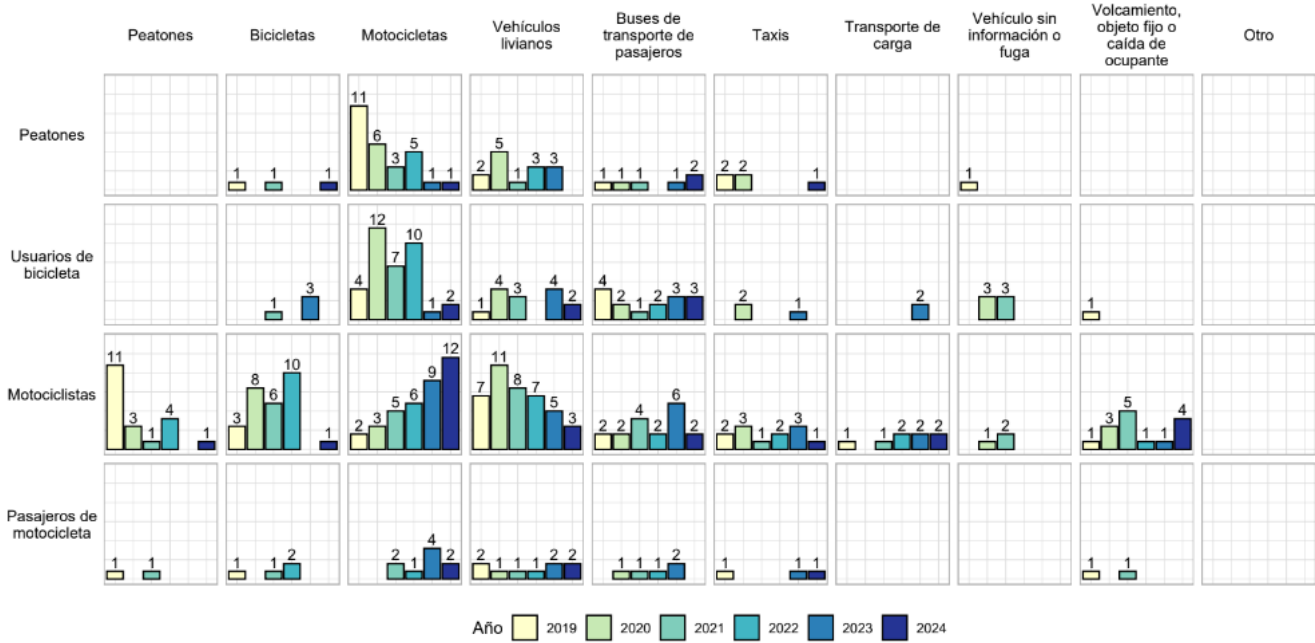 Peatones
Bicicletas
Motocicletas
Vehículos
livianos
Buses de
transporte de
pasajeros
Taxis
Transporte de
carga
Vehículo sin
información o
fuga
Volcamiento,
objeto fijo o
caída de
ocupante
Otro
Peatones
1 1 1
11 6 3 5 1 1
2 5 1 3 3
1 1 1 1 2
2 2 1
1
Usuarios de
bicicleta
1 3
4 12 7 10 1 2
1 4 3 4 2
4 2 1 2 3 3
2 1
2
3 3
1
Motociclistas
11 3 1 4 1
3 8 6 10 1
2 3 5 6 9 12
7 11 8 7 5 3
2 2 4 2 6 2
2 3 1 2 3 1
1 1 2 2 2
1 2
1 3 5 1 1 4
Pasajeros de
motocicleta
1 1
1 1 2
2 1 4 2
2 1 1 1 2 2
1 1 1 2
1 1 1
1 1
Año 2019 2020 2021 2022 2023 2024